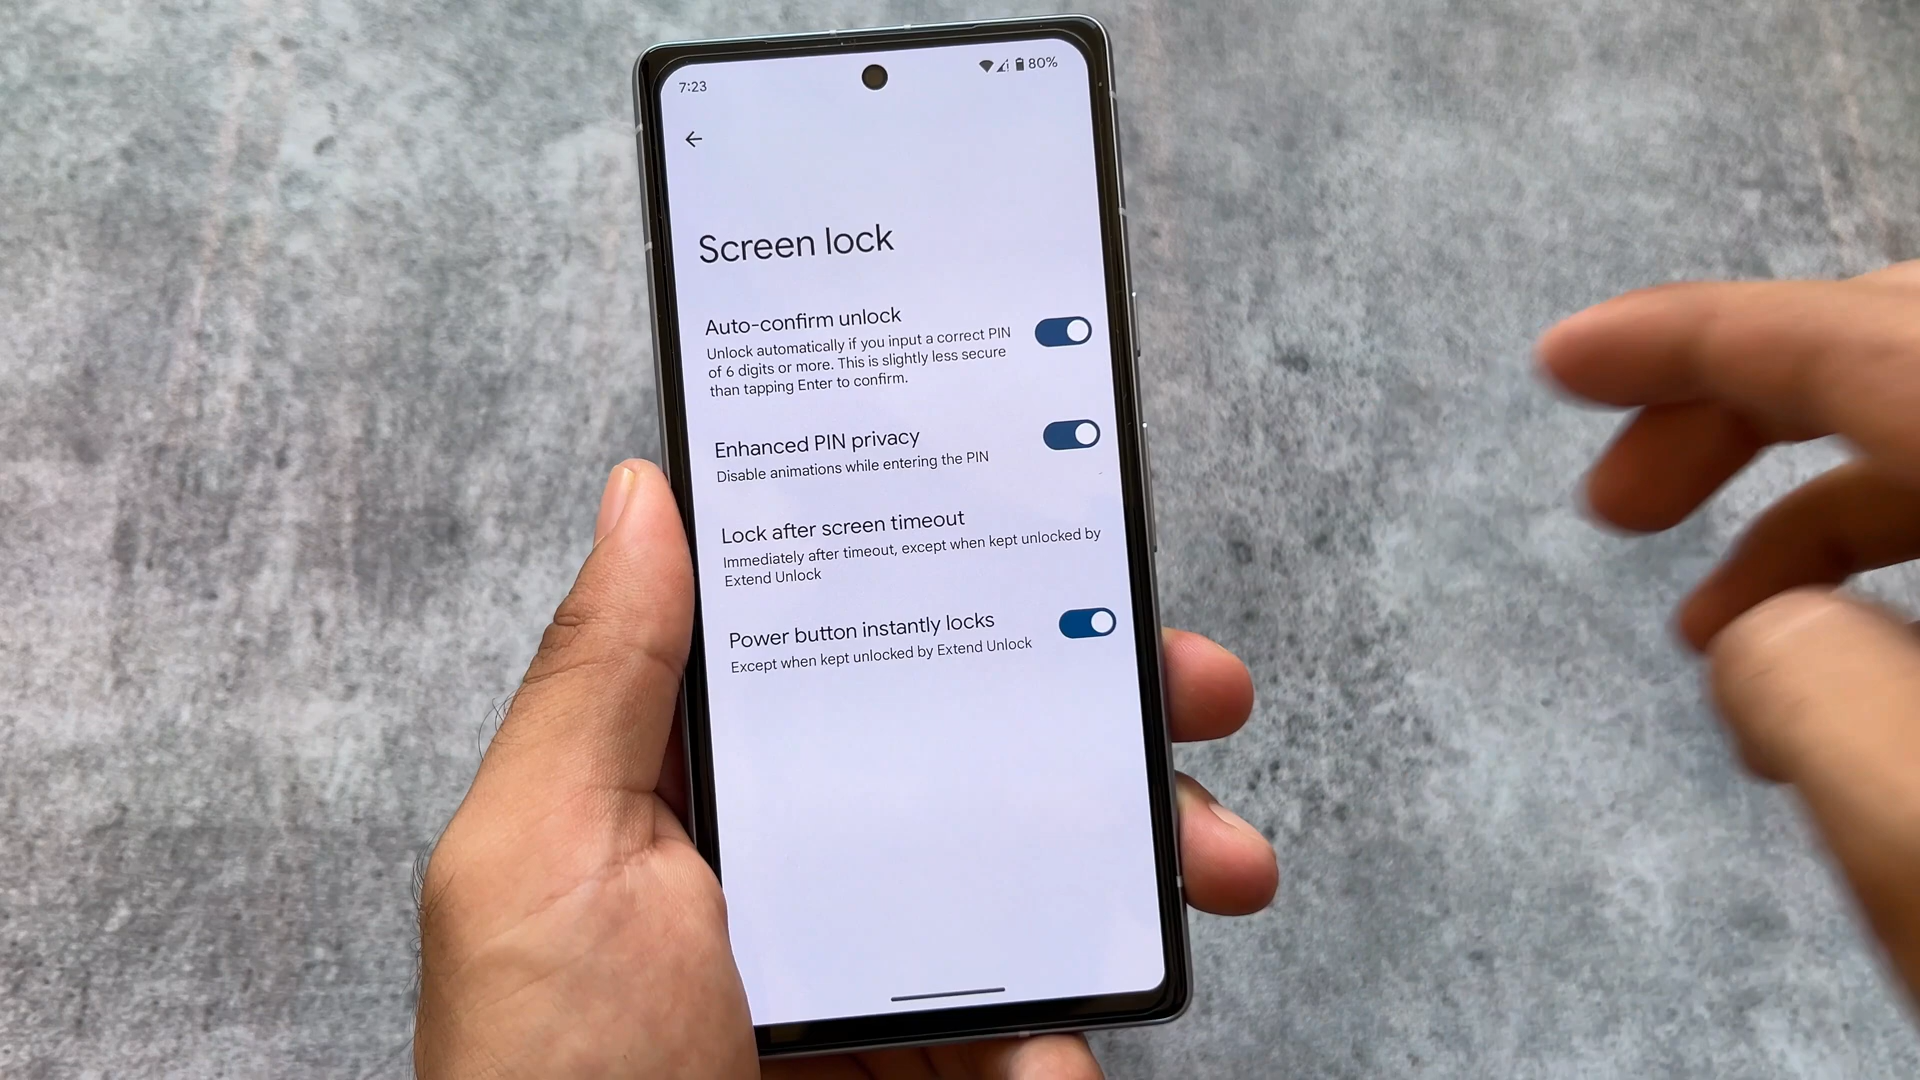 7:23
80%
Screen lock
Auto-confirm unlock
Unlock automatically if you input a correct PIN
of 6 digits or more. This is slightly less secure
than tapping Enter to confirm.
Enhanced PIN privacy
Disable animations while entering the PIN
Lock after screen timeout
Immediately after timeout, except when kept unlocked by
Extend Unlock
Power button instantly locks
Except when kept unlocked by Extend Unlock